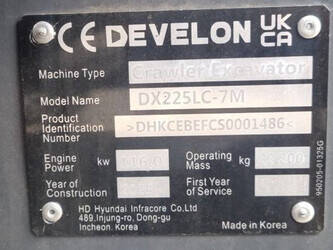 CE DEVELON UK CA
Machine Type Crawler Excavator
Model Name DX225LC-7M
Product Identification Number >DHKCEBEFCS0001486<
Engine Power kw Operating Mass kg
Year of Construction First Year of Service
HD Hyundai Infracore Co.,Ltd
489, Injung-ro, Dong-gu
Incheon. Korea Made in Korea
950205-01325G